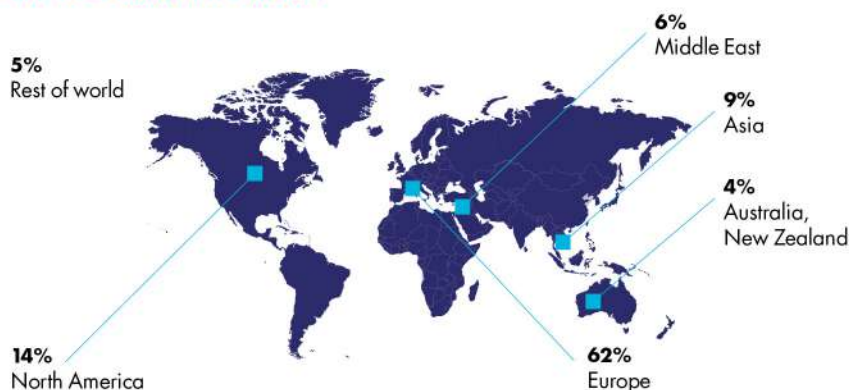 6%
Middle East
5%
Rest of world
9%
Asia
4%
Australia,
New Zealand
14%
North America
62%
Europe